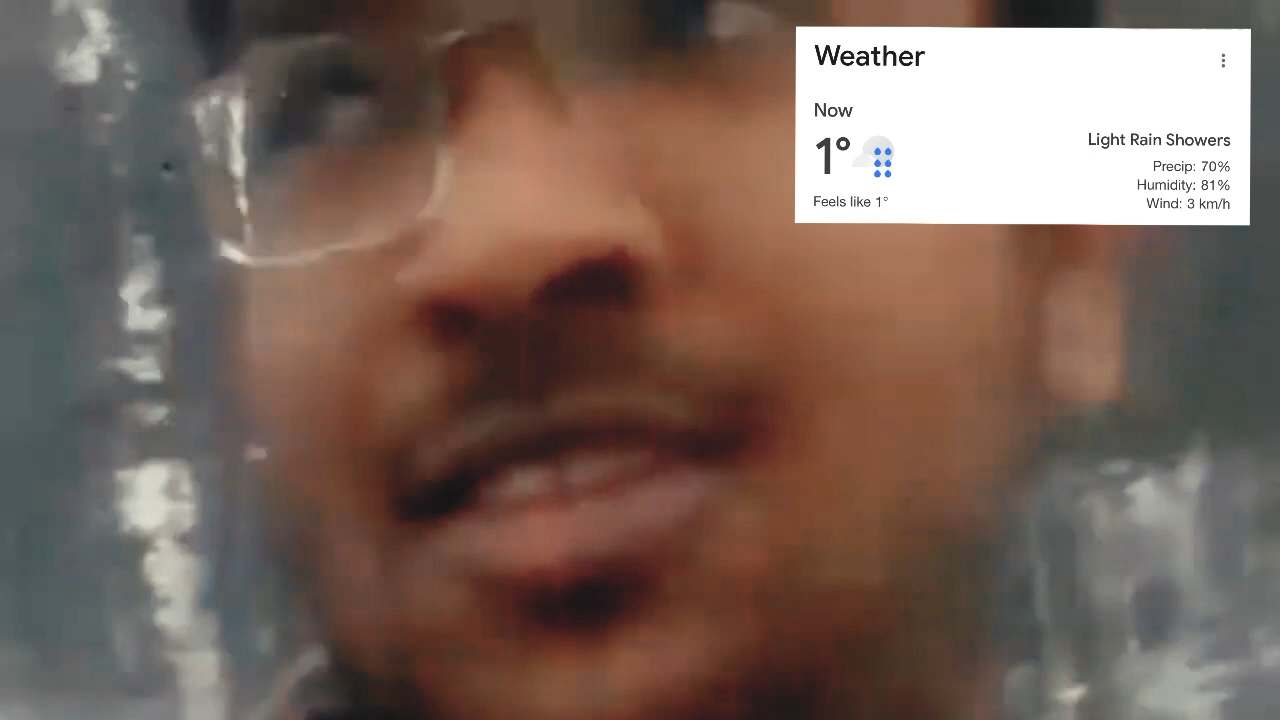 Weather
Now
1°
Light Rain Showers
Precip: 70%
Humidity: 81%
Wind: 3 km/h
Feels like 1°